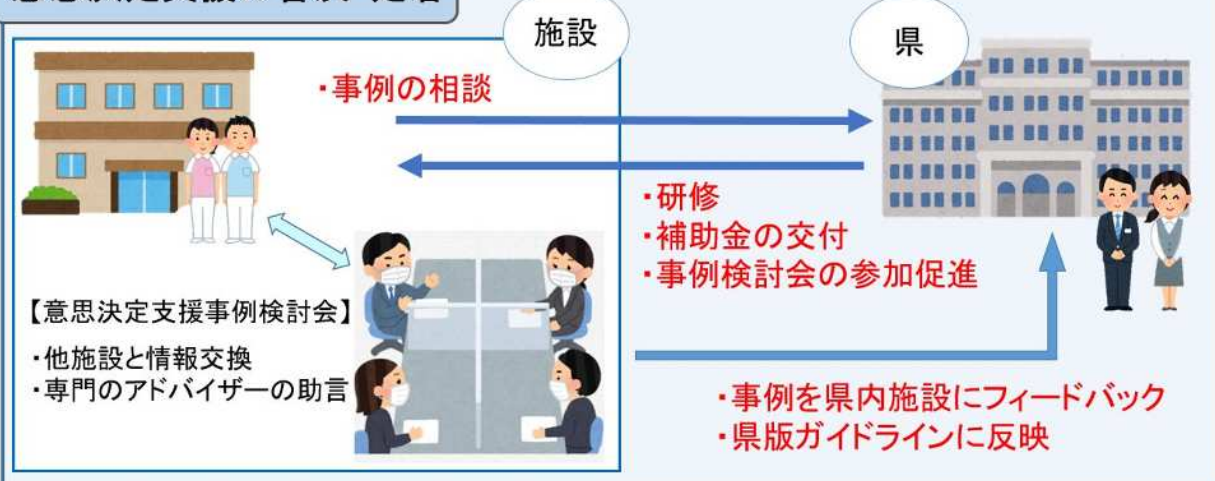 施設
県
・事例の相談
・研修
・補助金の交付
・事例検討会の参加促進
【意思決定支援事例検討会】
・他施設と情報交換
・専門のアドバイザーの助言
・事例を県内施設にフィードバック
・県版ガイドラインに反映